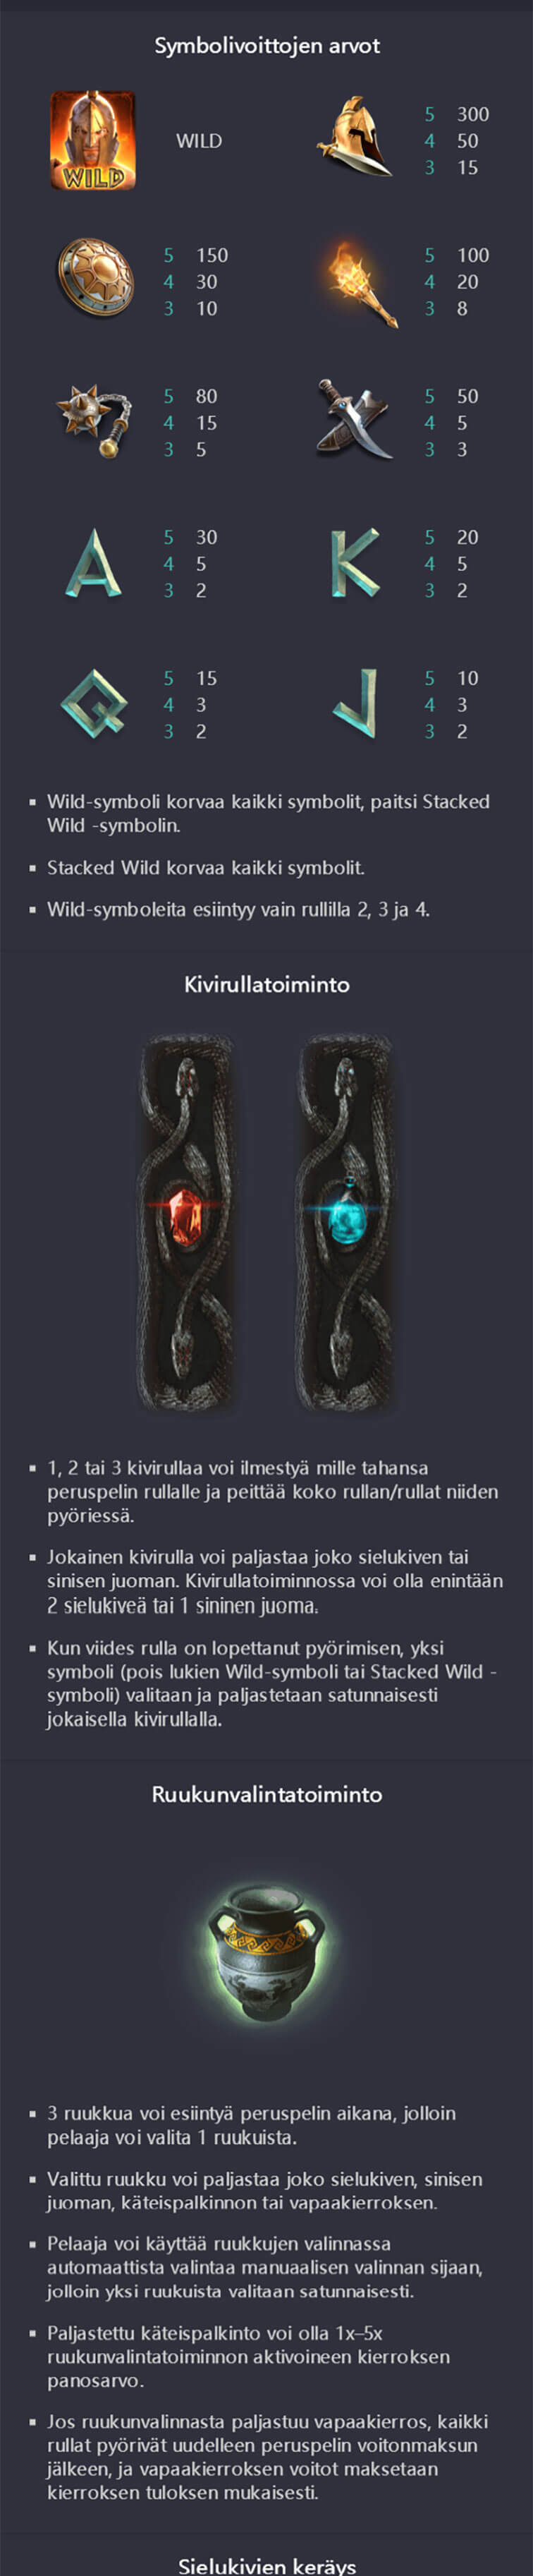 Symbolivoittojen arvot
WILD
WILD
5 300
4 50
3 15
5 150
4 30
3 10
5 100
4 20
3 8
5 80
4 15
3 5
5 50
4 5
3 3
A
5 30
4 5
3 2
K
5 20
4 5
3 2
Q
5 15
4 3
3 2
J
5 10
4 3
3 2
▪ Wild-symboli korvaa kaikki symbolit, paitsi Stacked
Wild -symbolin.
▪ Stacked Wild korvaa kaikki symbolit.
▪ Wild-symboleita esiintyy vain rullilla 2, 3 ja 4.
Kivirullatoiminto
▪ 1, 2 tai 3 kivirullaa voi ilmestyä mille tahansa
peruspelin rullalle ja peittää koko rullan/rullat niiden
pyöriessä.
▪ Jokainen kivirulla voi paljastaa joko sielukiven tai
sinisen juoman. Kivirullatoiminnossa voi olla enintään
2 sielukiveä tai 1 sininen juoma.
▪ Kun viides rulla on lopettanut pyörimisen, yksi
symboli (pois lukien Wild-symboli tai Stacked Wild -
symboli) valitaan ja paljastetaan satunnaisesti
jokaisella kivirullalla.
Ruukunvalintatoiminto
▪ 3 ruukkua voi esiintyä peruspelin aikana, jolloin
pelaaja voi valita 1 ruukuista.
▪ Valittu ruukku voi paljastaa joko sielukiven, sinisen
juoman, käteispalkinnon tai vapaakierroksen.
▪ Pelaaja voi käyttää ruukkujen valinnassa
automaattista valintaa manuaalisen valinnan sijaan,
jolloin yksi ruukuista valitaan satunnaisesti.
▪ Paljastettu käteispalkinto voi olla 1x–5x
ruukunvalintatoiminnon aktivoineen kierroksen
panosarvo.
▪ Jos ruukunvalinnasta paljastuu vapaakierros, kaikki
rullat pyörivät uudelleen peruspelin voitonmaksun
jälkeen, ja vapaakierroksen voitot maksetaan
kierroksen tuloksen mukaisesti.
Sielukivien keräys